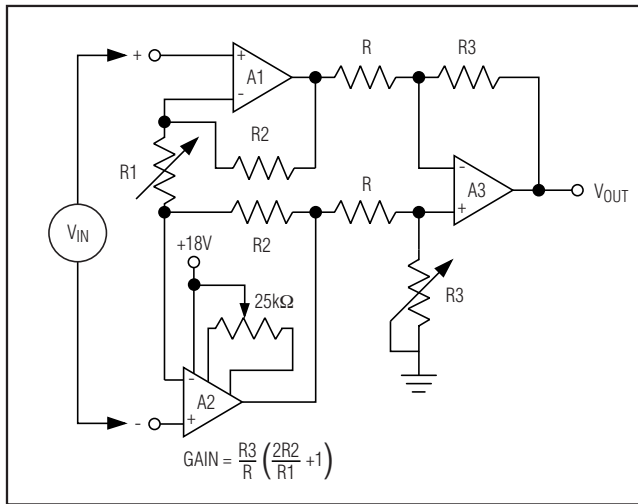 +
+
A1
-
R
R3
R2
R1
R
-
A3
+
VOUT
VIN
R2
+18V
25kΩ
R3
-
A2
+
-
GAIN = R3/R (2R2/R1 +1)